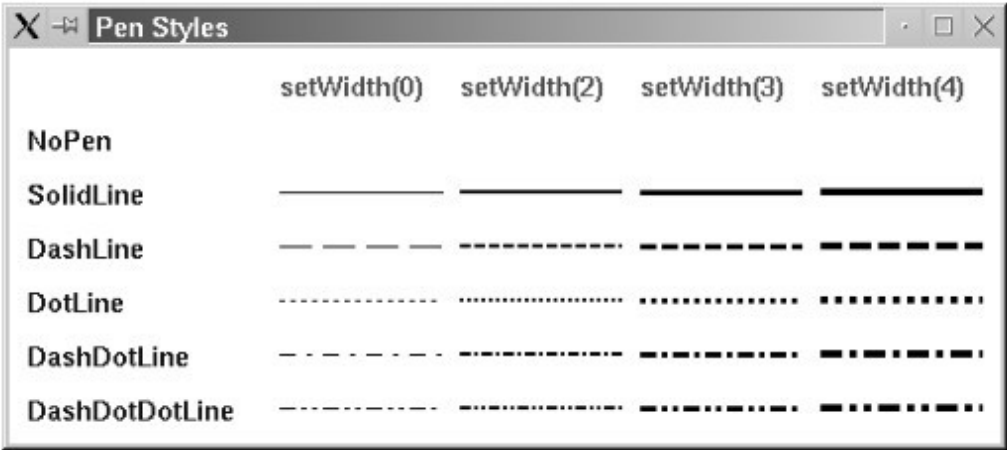 Pen Styles
setWidth(0) setWidth(2) setWidth(3) setWidth(4)
NoPen
SolidLine
DashLine
DotLine
DashDotLine
DashDotDotLine